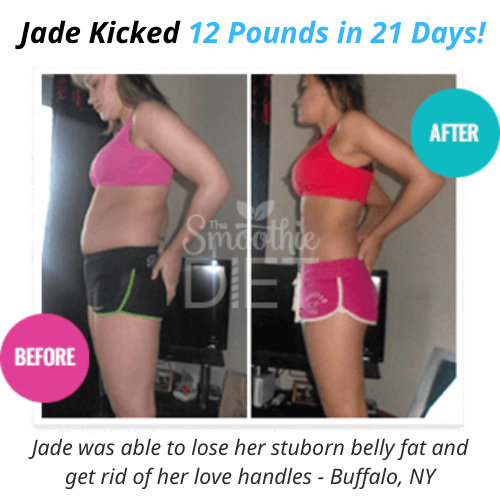 Jade Kicked 12 Pounds in 21 Days!
AFTER
The
Smoothie
DIET
BEFORE
Jade was able to lose her stuborn belly fat and
get rid of her love handles - Buffalo, NY